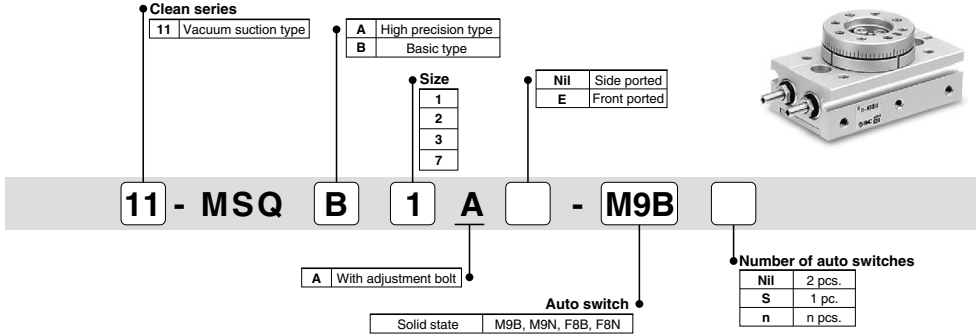 Clean series
11 Vacuum suction type
A High precision type
B Basic type
Size
1
2
3
7
Nil Side ported
E Front ported
11 - MSQ B 1 A - M9B
A With adjustment bolt
Auto switch
Solid state M9B, M9N, F8B, F8N
Number of auto switches
Nil 2 pcs.
S 1 pc.
n n pcs.